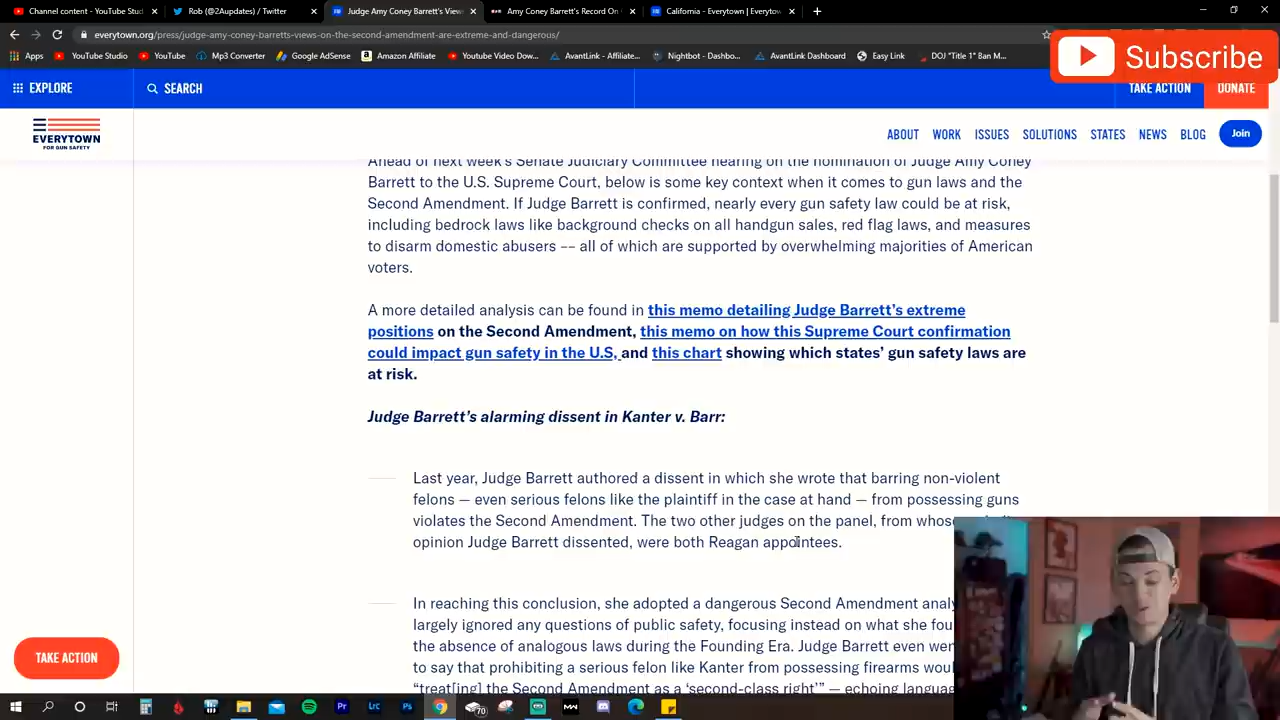 Channel content - YouTube Stu
Rob (@2Aupdates) / Twitter
Judge Amy Coney Barrett's View
Amy Coney Barrett's Record On
California - Everytown | Everytow
everytown.org/press/judge-amy-coney-barretts-views-on-the-second-amendment-are-extreme-and-dangerous/
Apps
YouTube Studio
YouTube
Mp3 Converter
Google AdSense
Amazon Affiliate
Youtube Video Dow...
AvantLink - Affiliate...
Nightbot - Dashbo...
AvantLink Dashboard
Easy Link
DOJ "Title 1" Ban M...
Subscribe
EXPLORE
SEARCH
TAKE ACTION
DONATE
EVERYTOWN
FOR GUN SAFETY
ABOUT
WORK
ISSUES
SOLUTIONS
STATES
NEWS
BLOG
Join
Ahead of next week's Senate Judiciary Committee hearing on the nomination of Judge Amy Coney
Barrett to the U.S. Supreme Court, below is some key context when it comes to gun laws and the
Second Amendment. If Judge Barrett is confirmed, nearly every gun safety law could be at risk,
including bedrock laws like background checks on all handgun sales, red flag laws, and measures
to disarm domestic abusers -- all of which are supported by overwhelming majorities of American
voters.
A more detailed analysis can be found in this memo detailing Judge Barrett's extreme
positions on the Second Amendment, this memo on how this Supreme Court confirmation
could impact gun safety in the U.S, and this chart showing which states' gun safety laws are
at risk.
Judge Barrett's alarming dissent in Kanter v. Barr:
Last year, Judge Barrett authored a dissent in which she wrote that barring non-violent
felons — even serious felons like the plaintiff in the case at hand — from possessing guns
violates the Second Amendment. The two other judges on the panel, from whose
opinion Judge Barrett dissented, were both Reagan appointees.
In reaching this conclusion, she adopted a dangerous Second Amendment analy
largely ignored any questions of public safety, focusing instead on what she fou
the absence of analogous laws during the Founding Era. Judge Barrett even wen
to say that prohibiting a serious felon like Kanter from possessing firearms wou
"treat[ing] the Second Amendment as a 'second-class right'" — echoing languag
TAKE ACTION